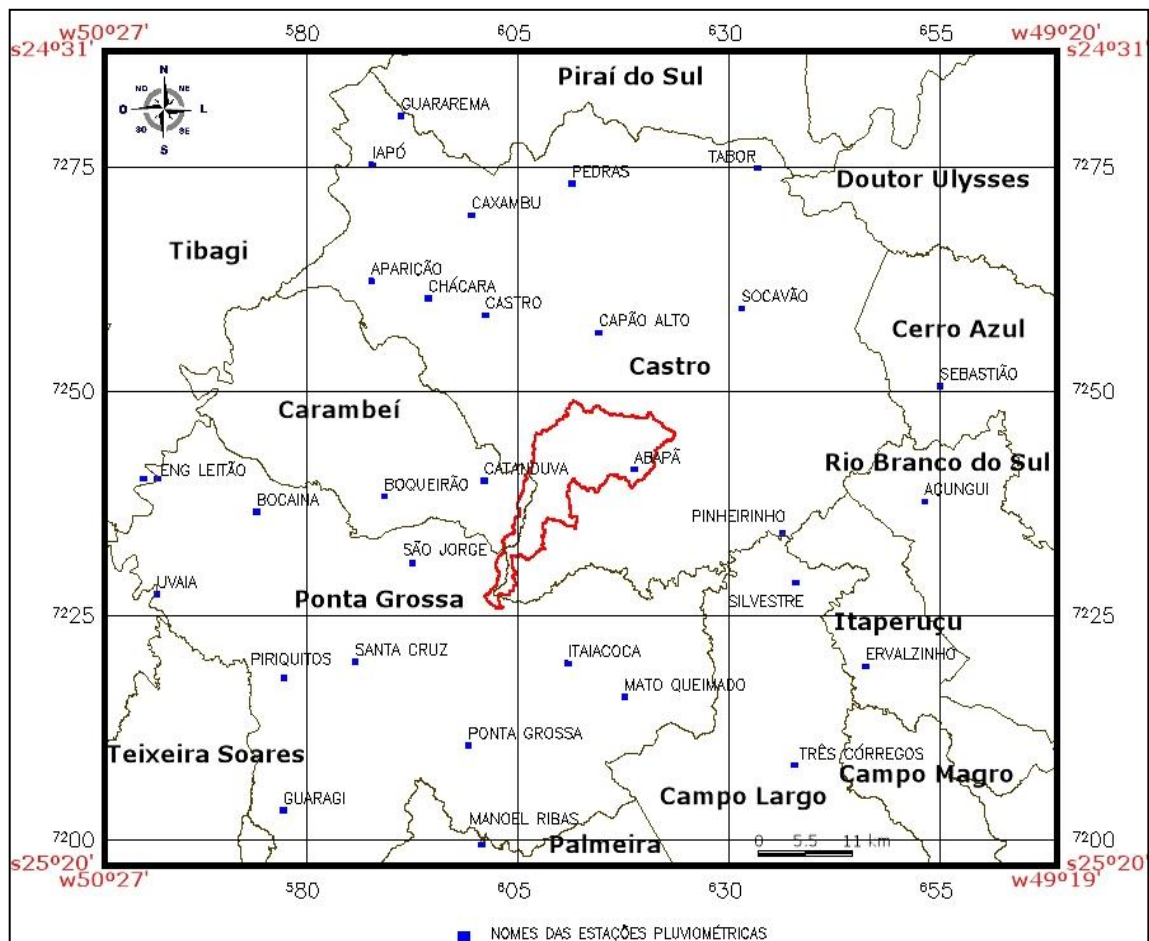 w50º27' w49º20'
s24º31' 580 605 630 655 s24º31'
Piraí do Sul
N
NO NE
O L
SO SE
S
GUARAREMA
IAPÓ
TABOR
7275 PEDRAS 7275
Doutor Ulysses
CAXAMBU
Tibagi
APARIÇÃO
CHÁCARA
CASTRO
SOCAVÃO
CAPÃO ALTO
Cerro Azul
Castro
SEBASTIÃO
7250 7250
Carambeí
ABAPÃ
Rio Branco do Sul
ENG LEITÃO
CATANDUVA
BOQUEIRÃO
AÇUNGUI
BOCAINA
PINHEIRINHO
SÃO JORGE
UVAIA
Ponta Grossa
SILVESTRE
7225 7225
Itaperuçu
SANTA CRUZ
PIRIQUITOS
ITAIACOCA
ERVALZINHO
MATO QUEIMADO
PONTA GROSSA
Teixeira Soares
TRÊS CÓRREGOS
Campo Magro
GUARAGI
Campo Largo
MANOEL RIBAS
7200 Palmeira 0 5.5 11 km 7200
s25º20' s25º20'
w50º27' 580 605 630 655 w49º19'
NOMES DAS ESTAÇÕES PLUVIOMÉTRICAS